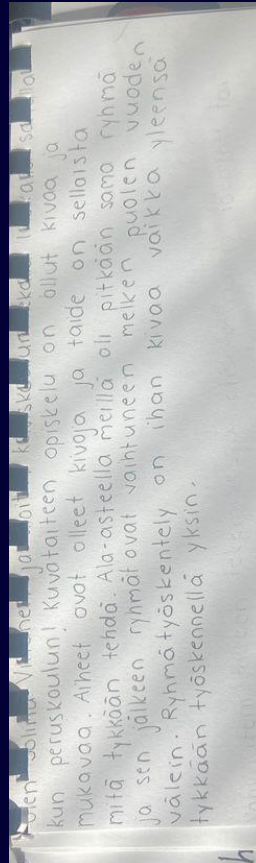 Olen
kun peruskoulun! Kuvataiteen opiskelu on ollut kivaa ja
mukavaa. Aiheet ovat olleet kivoja ja taide on sellaista
mitä tykkään tehdä. Ala-asteella meillä oli pitkään sama ryhmä
ja sen jälkeen ryhmät ovat vaihtuneen melken puolen vuoden
välein. Ryhmätyöskentely on ihan kivaa vaikka yleensä
tykkään työskennellä yksin.